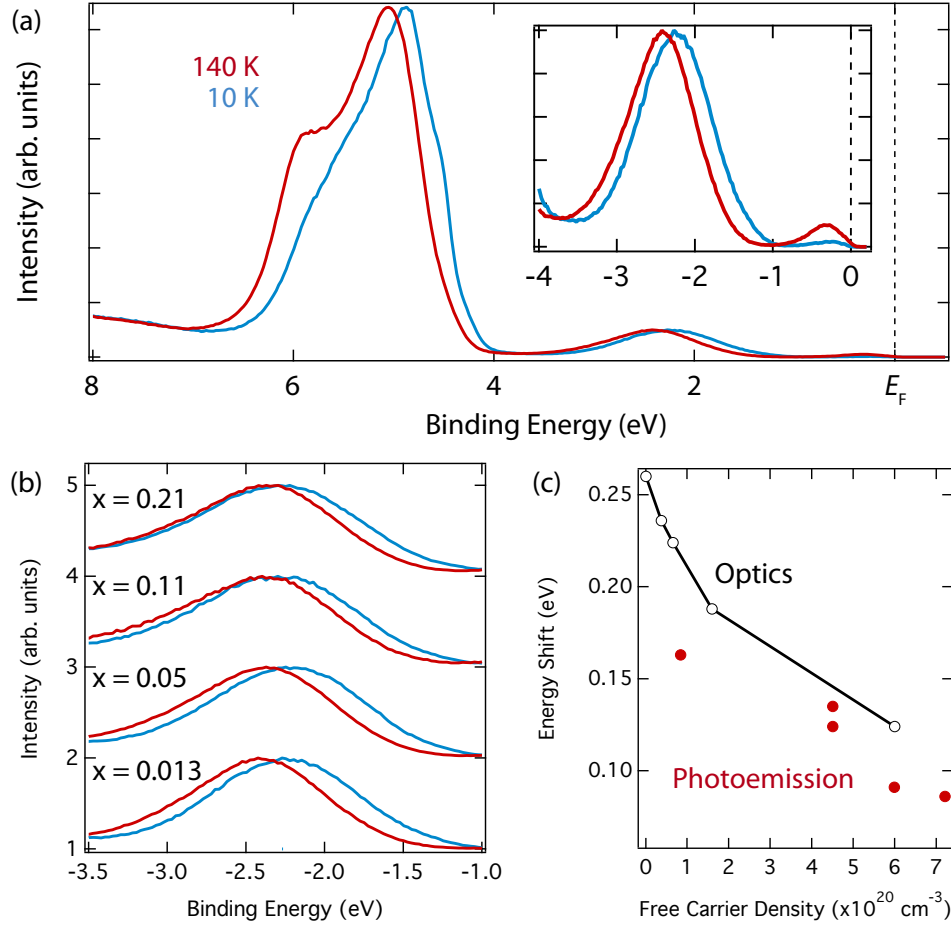 (a)
140 K
10 K
Intensity (arb. units)
-4 -3 -2 -1 0
8 6 4 2 E_F
Binding Energy (eV)
(b)
x = 0.21
x = 0.11
x = 0.05
x = 0.013
Intensity (arb. units)
5
4
3
2
1
-3.5 -3.0 -2.5 -2.0 -1.5 -1.0
Binding Energy (eV)
(c)
Energy Shift (eV)
0.25
0.20
0.15
0.10
Optics
Photoemission
0 1 2 3 4 5 6 7
Free Carrier Density (x10²⁰ cm⁻³)